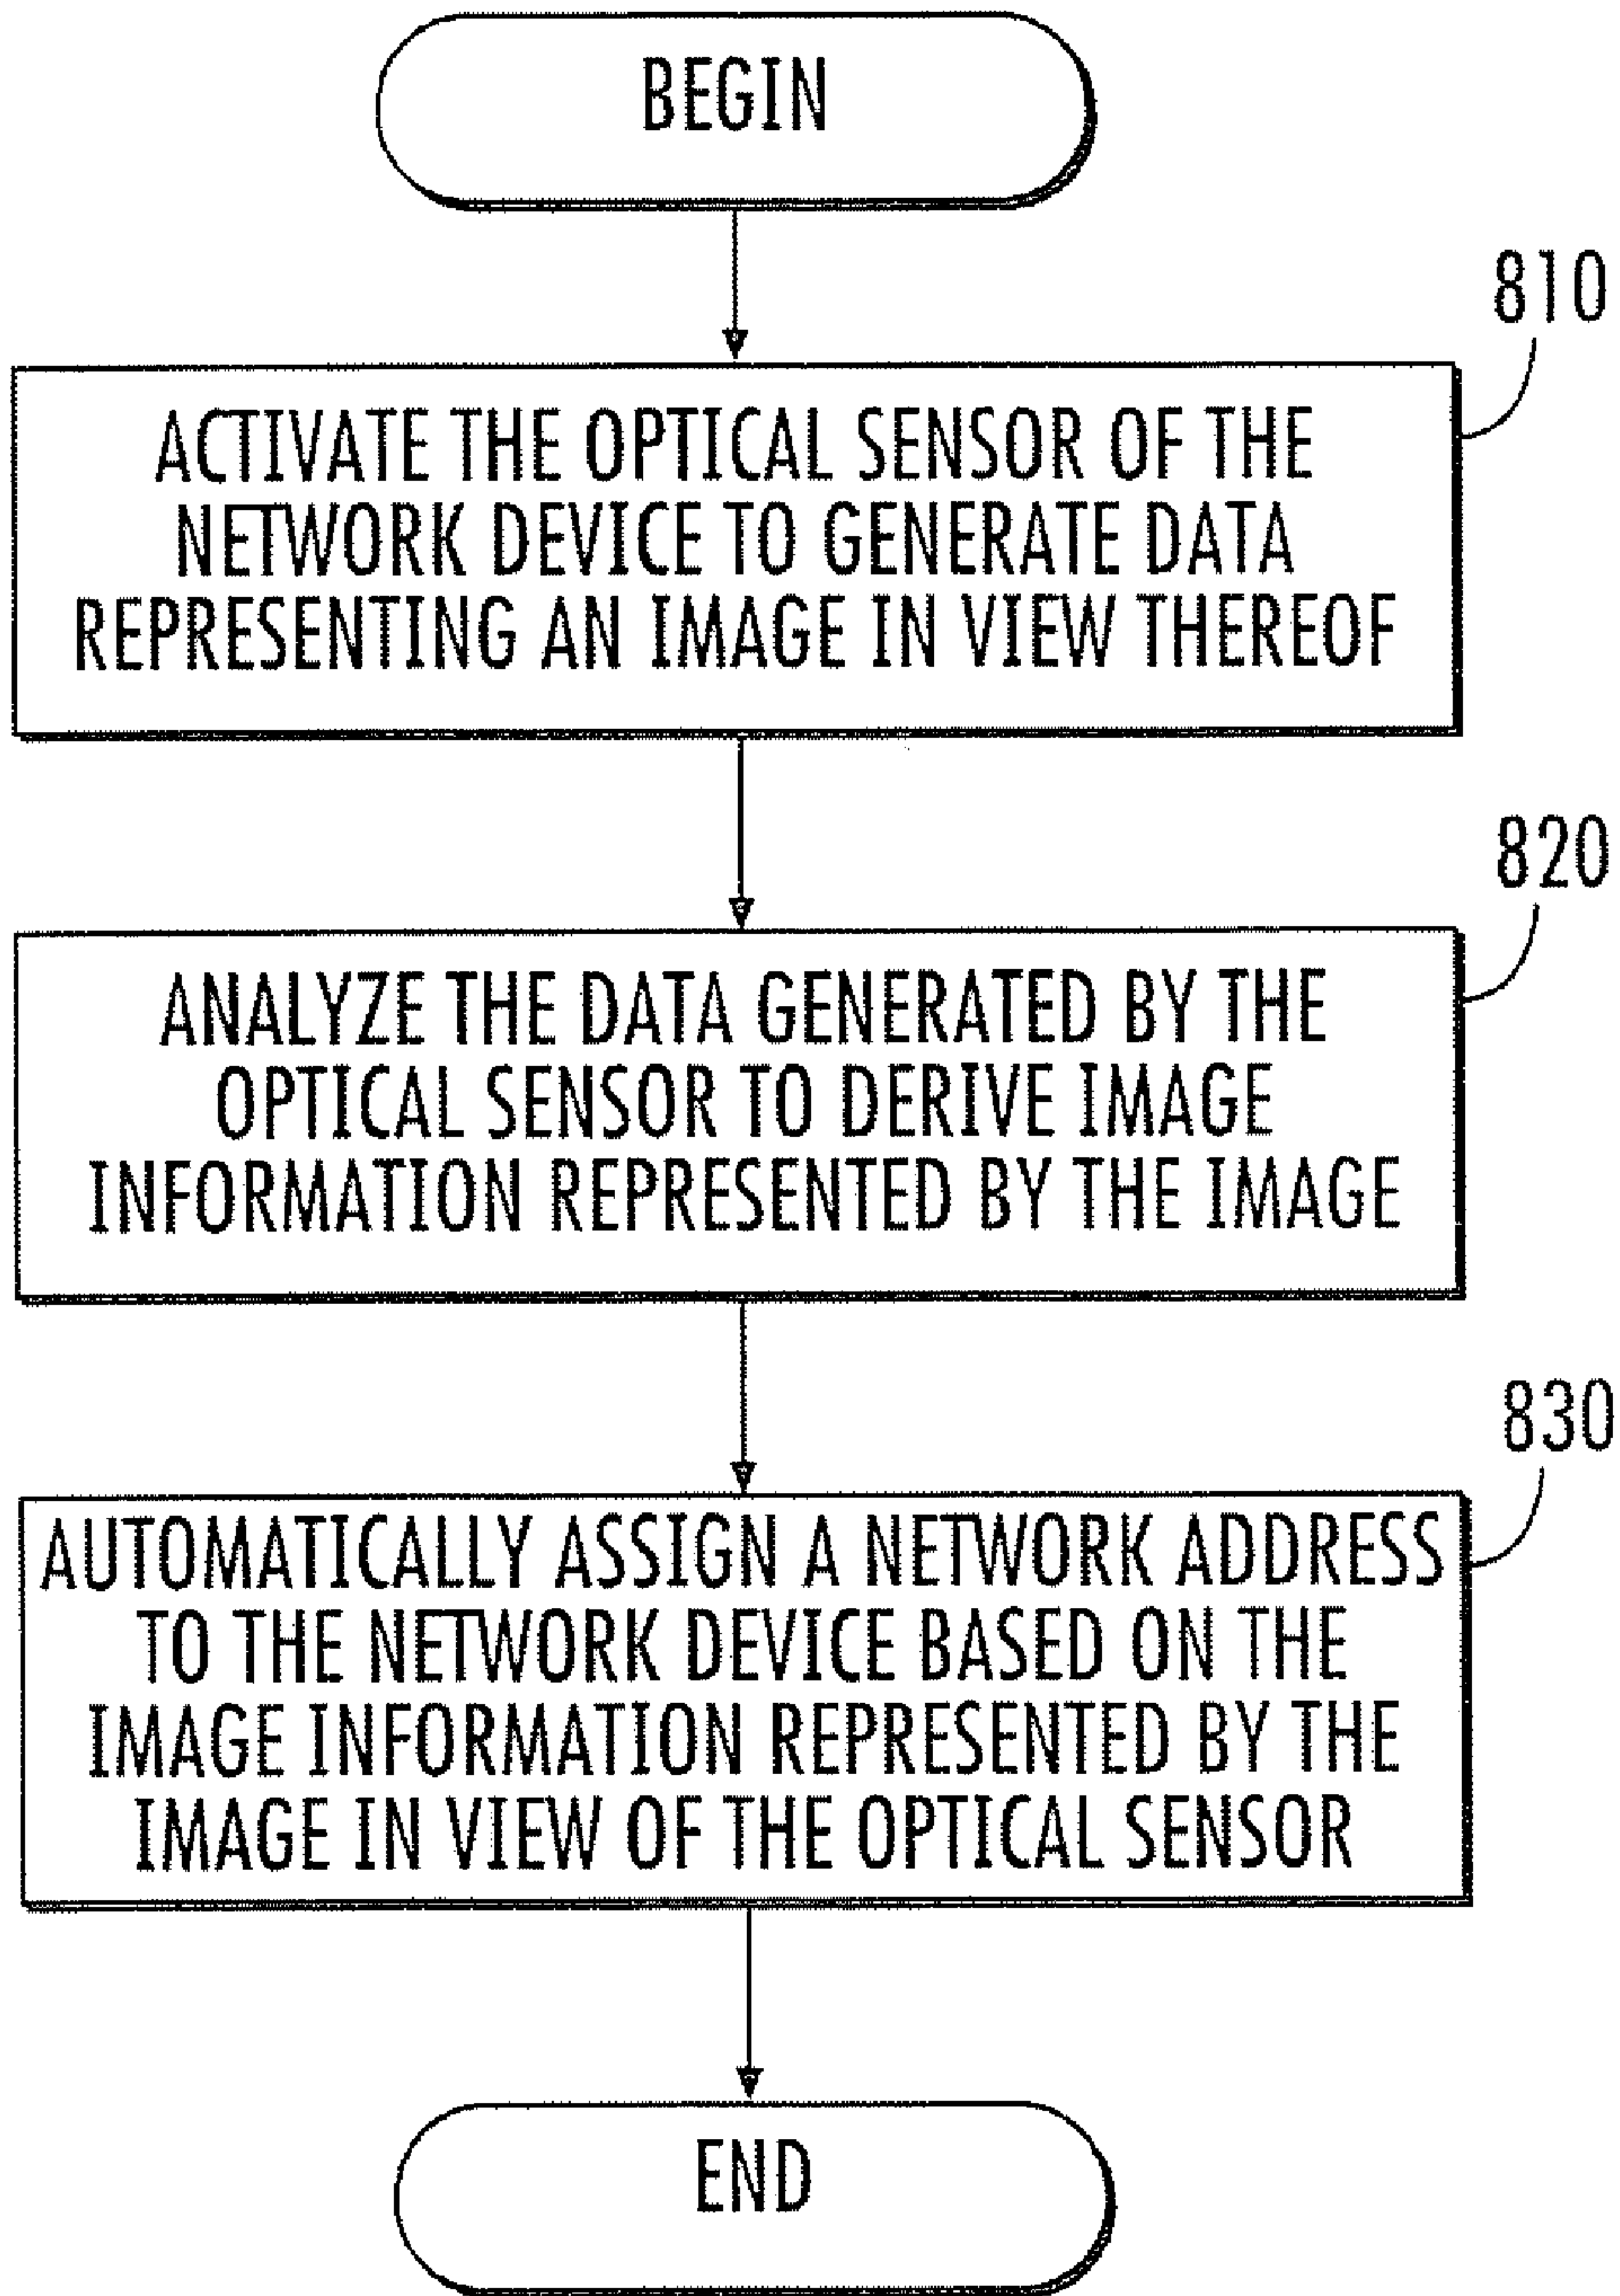 BEGIN
810
ACTIVATE THE OPTICAL SENSOR OF THE
NETWORK DEVICE TO GENERATE DATA
REPRESENTING AN IMAGE IN VIEW THEREOF
820
ANALYZE THE DATA GENERATED BY THE
OPTICAL SENSOR TO DERIVE IMAGE
INFORMATION REPRESENTED BY THE IMAGE
830
AUTOMATICALLY ASSIGN A NETWORK ADDRESS
TO THE NETWORK DEVICE BASED ON THE
IMAGE INFORMATION REPRESENTED BY THE
IMAGE IN VIEW OF THE OPTICAL SENSOR
END